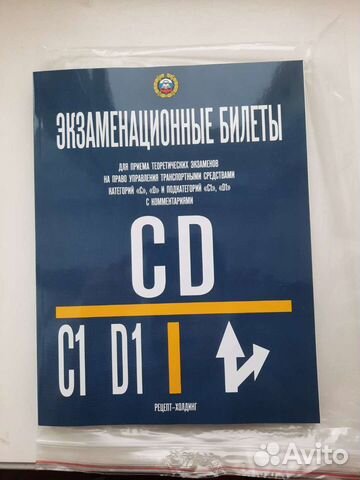 ЭКЗАМЕНАЦИОННЫЕ БИЛЕТЫ
ДЛЯ ПРИЕМА ТЕОРЕТИЧЕСКИХ ЭКЗАМЕНОВ
НА ПРАВО УПРАВЛЕНИЯ ТРАНСПОРТНЫМИ СРЕДСТВАМИ
КАТЕГОРИЙ «C», «D» И ПОДКАТЕГОРИЙ «C1», «D1»
С КОММЕНТАРИЯМИ
CD
C1 D1
РЕЦЕПТ-ХОЛДИНГ
Avito